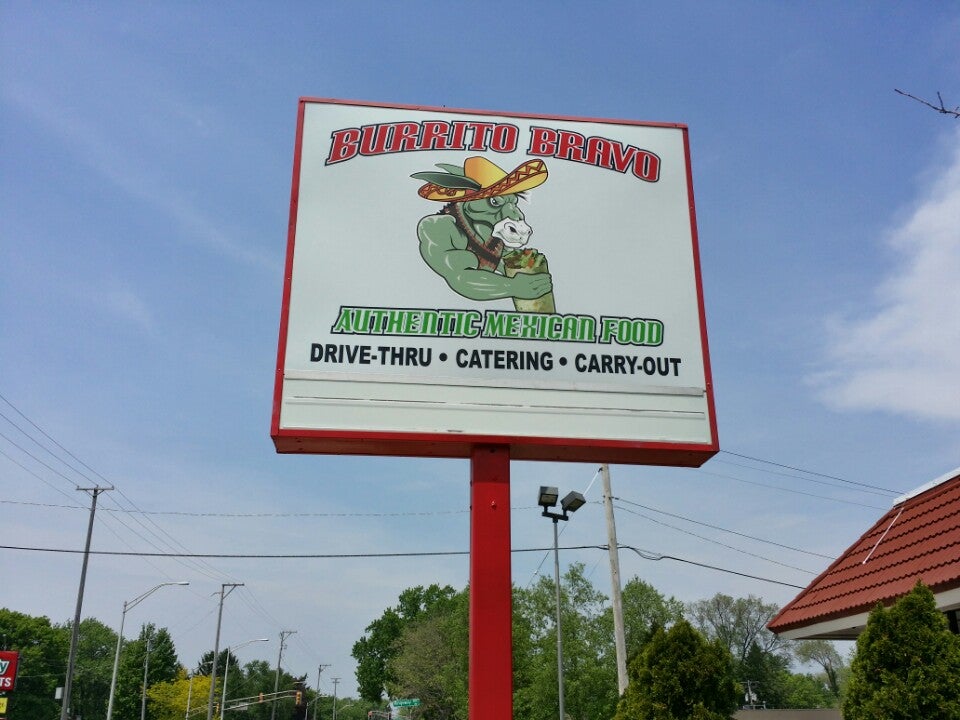 BURRITO BRAVO
AUTHENTIC MEXICAN FOOD
DRIVE-THRU • CATERING • CARRY-OUT